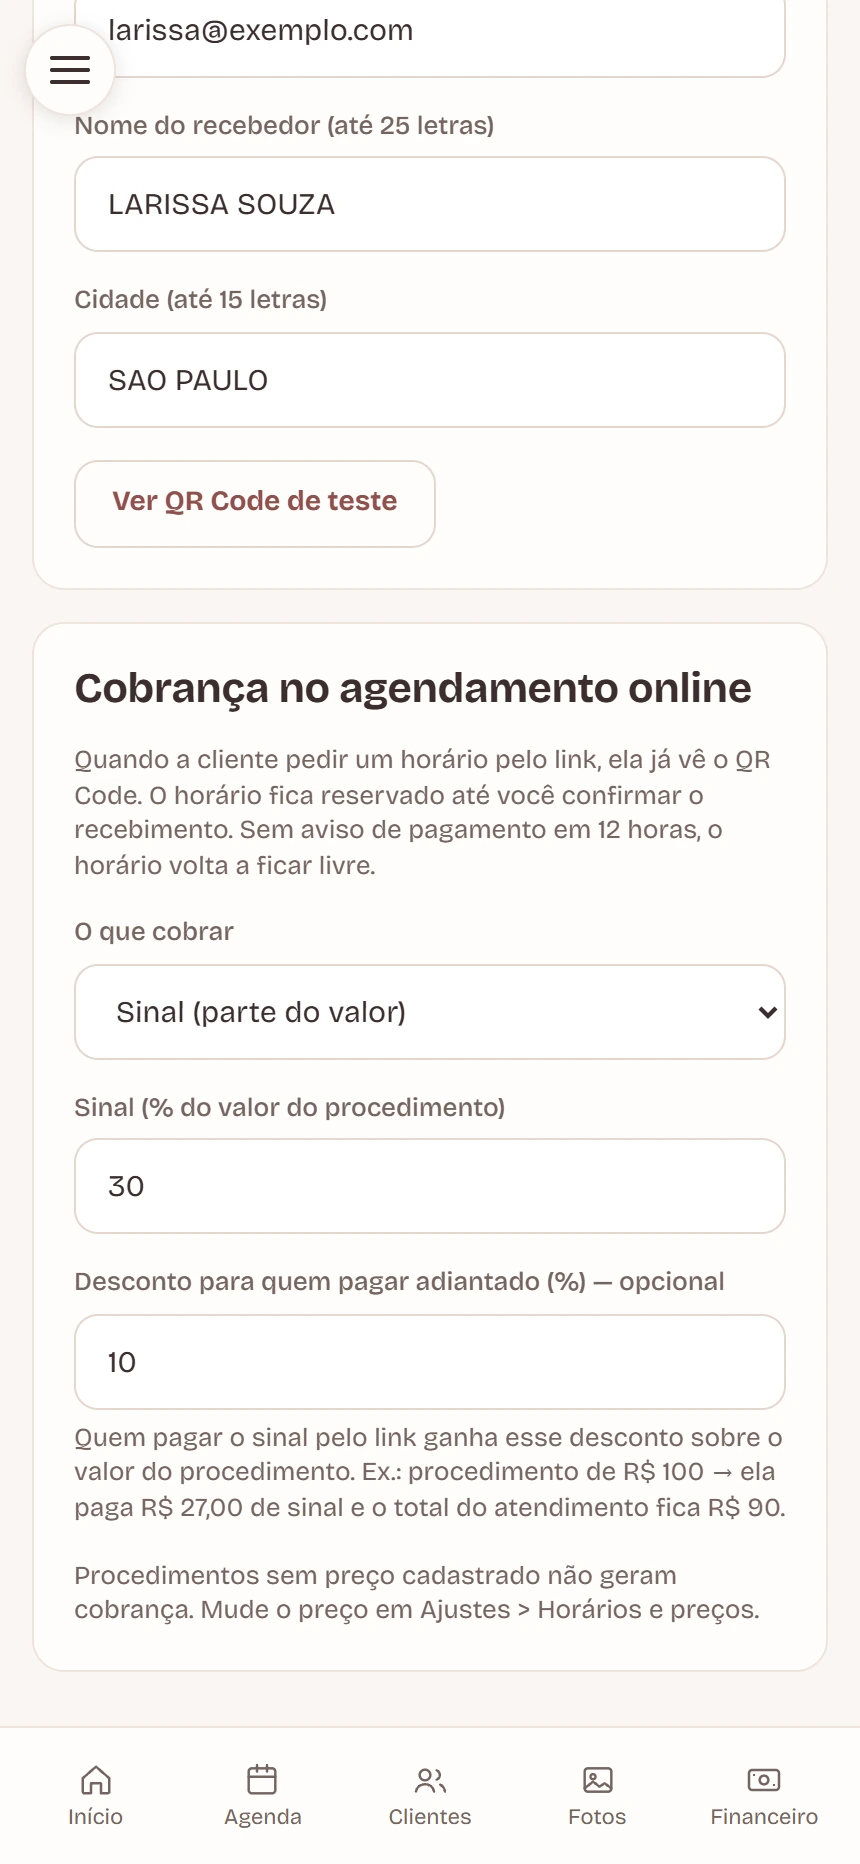 larissa@exemplo.com
Nome do recebedor (até 25 letras)
LARISSA SOUZA
Cidade (até 15 letras)
SAO PAULO
Ver QR Code de teste
Cobrança no agendamento online
Quando a cliente pedir um horário pelo link, ela já vê o QR
Code. O horário fica reservado até você confirmar o
recebimento. Sem aviso de pagamento em 12 horas, o
horário volta a ficar livre.
O que cobrar
Sinal (parte do valor)
Sinal (% do valor do procedimento)
30
Desconto para quem pagar adiantado (%) — opcional
10
Quem pagar o sinal pelo link ganha esse desconto sobre o
valor do procedimento. Ex.: procedimento de R$ 100 → ela
paga R$ 27,00 de sinal e o total do atendimento fica R$ 90.
Procedimentos sem preço cadastrado não geram
cobrança. Mude o preço em Ajustes > Horários e preços.
Início
Agenda
Clientes
Fotos
Financeiro